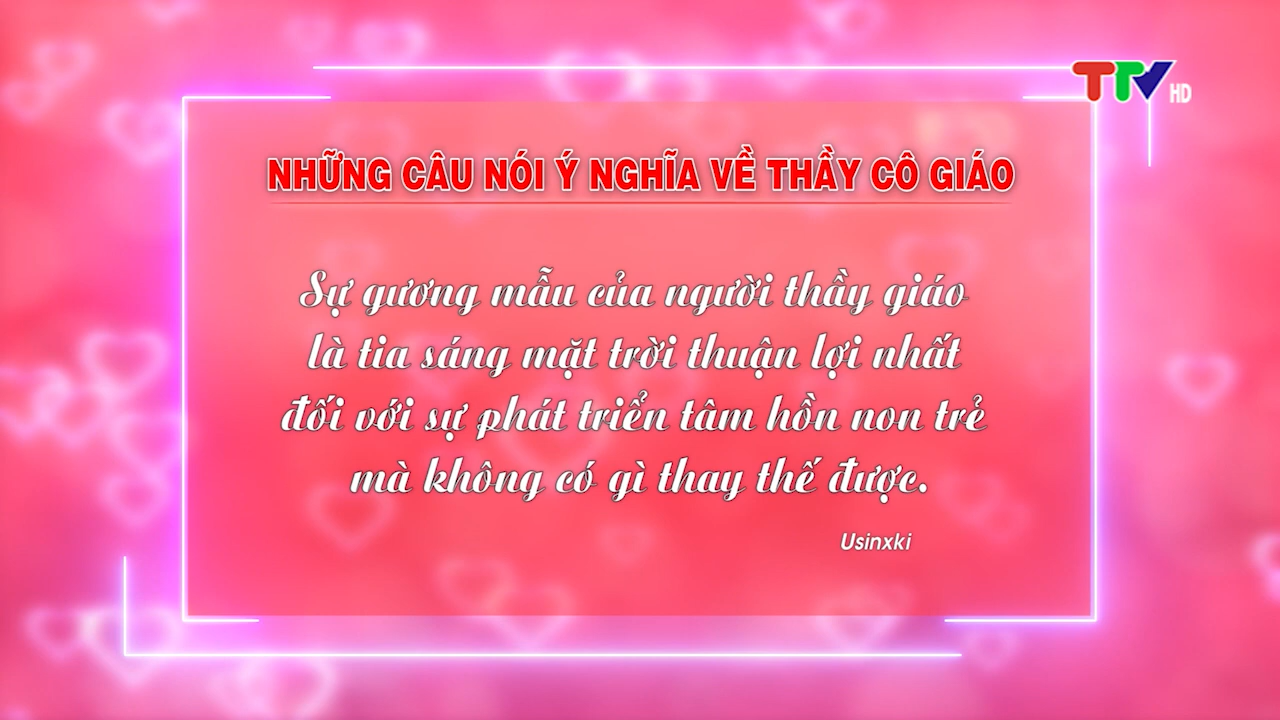 TTV HD
NHỮNG CÂU NÓI Ý NGHĨA VỀ THẦY CÔ GIÁO
Sự gương mẫu của người thầy giáo
là tia sáng mặt trời thuận lợi nhất
đối với sự phát triển tâm hồn non trẻ
mà không có gì thay thế được.
Usinxki